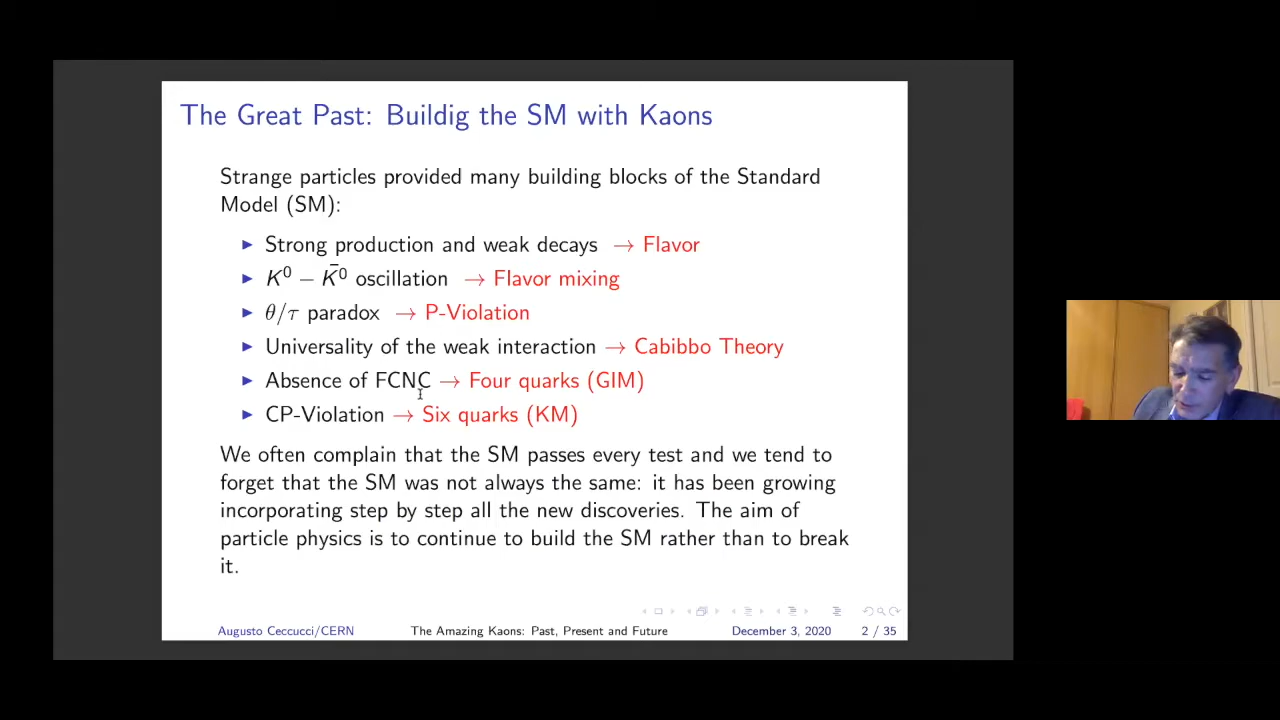 The Great Past: Buildig the SM with Kaons
Strange particles provided many building blocks of the Standard
Model (SM):
▶ Strong production and weak decays → Flavor
▶ K⁰ − K̄⁰ oscillation → Flavor mixing
▶ θ/τ paradox → P-Violation
▶ Universality of the weak interaction → Cabibbo Theory
▶ Absence of FCNC → Four quarks (GIM)
▶ CP-Violation → Six quarks (KM)
We often complain that the SM passes every test and we tend to
forget that the SM was not always the same: it has been growing
incorporating step by step all the new discoveries. The aim of
particle physics is to continue to build the SM rather than to break
it.
Augusto Ceccucci/CERN The Amazing Kaons: Past, Present and Future December 3, 2020 2 / 35